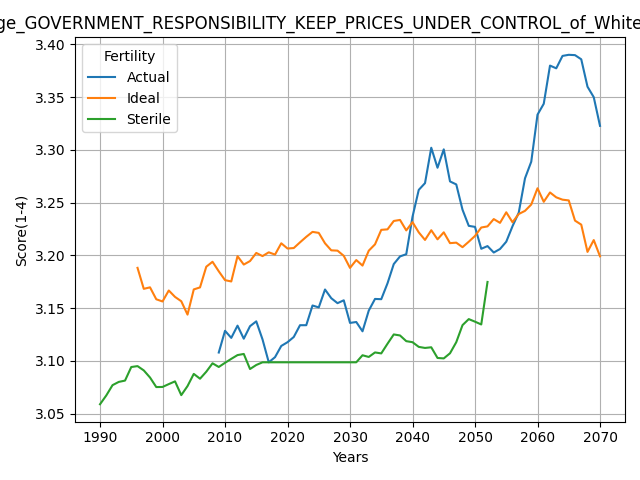 ge_GOVERNMENT_RESPONSIBILITY_KEEP_PRICES_UNDER_CONTROL_of_White
Fertility
Actual
Ideal
Sterile
3.40
3.35
3.30
3.25
3.20
3.15
3.10
3.05
Score(1-4)
1990 2000 2010 2020 2030 2040 2050 2060 2070
Years